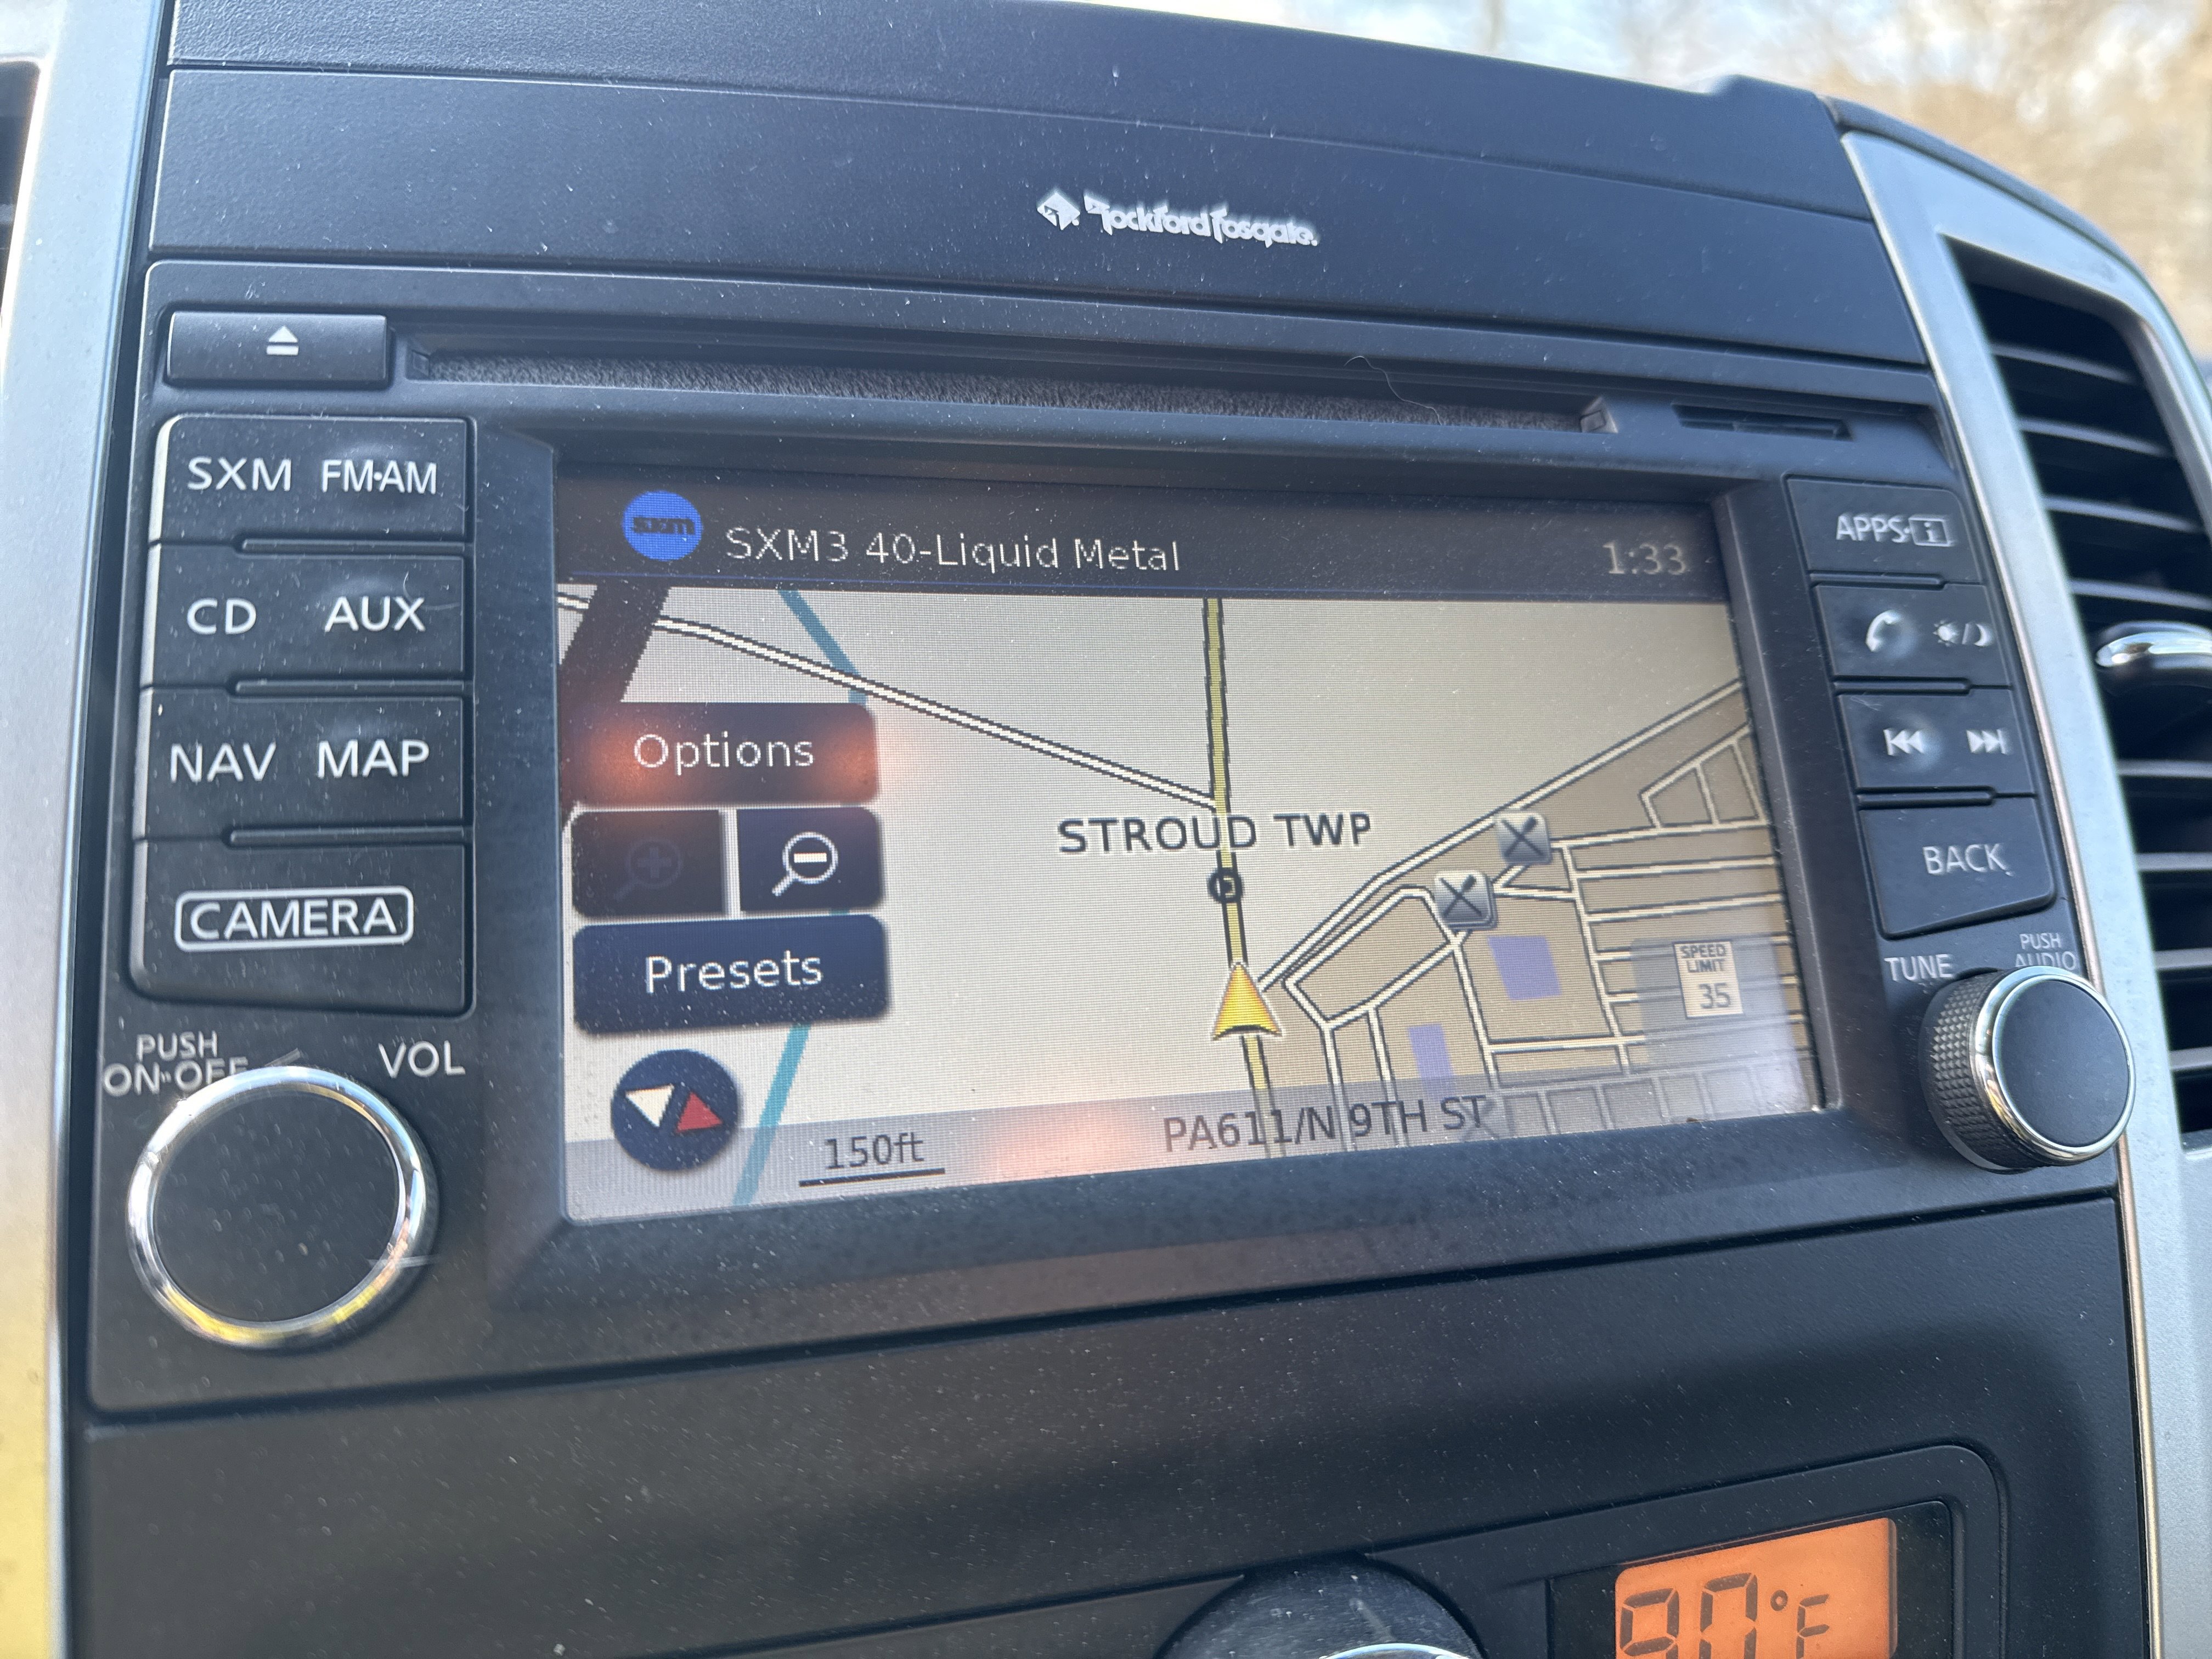 Rockford Fosgate
SXM FM·AM
CD AUX
NAV MAP
CAMERA
PUSH
ON·OFF
VOL
sxm
SXM3 40-Liquid Metal
1:33
Options
Presets
STROUD TWP
SPEED
LIMIT
35
150ft
PA611/N 9TH ST
APPS·i
BACK
TUNE
PUSH
AUDIO
90°F